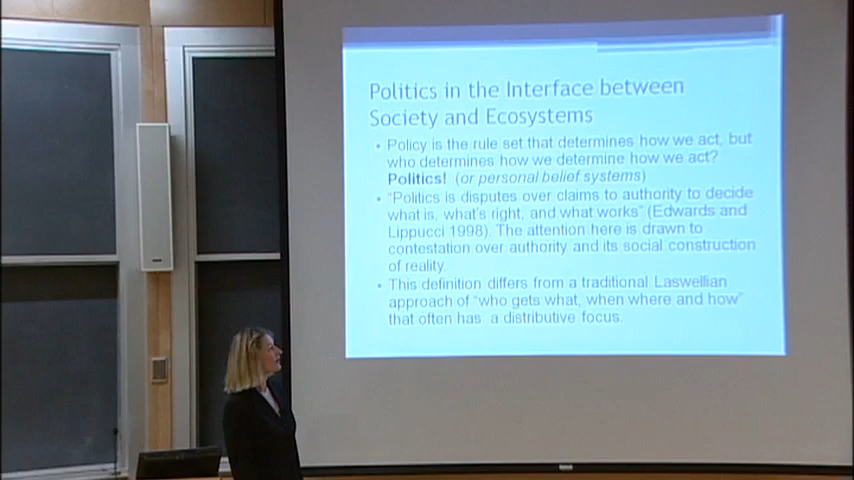 Politics in the Interface between
Society and Ecosystems
• Policy is the rule set that determines how we act, but
who determines how we determine how we act?
Politics! (or personal belief systems)
• “Politics is disputes over claims to authority to decide
what is, what’s right, and what works” (Edwards and
Lippucci 1998). The attention here is drawn to
contestation over authority and its social construction
of reality.
• This definition differs from a traditional Laswellian
approach of “who gets what, when where and how”
that often has a distributive focus.